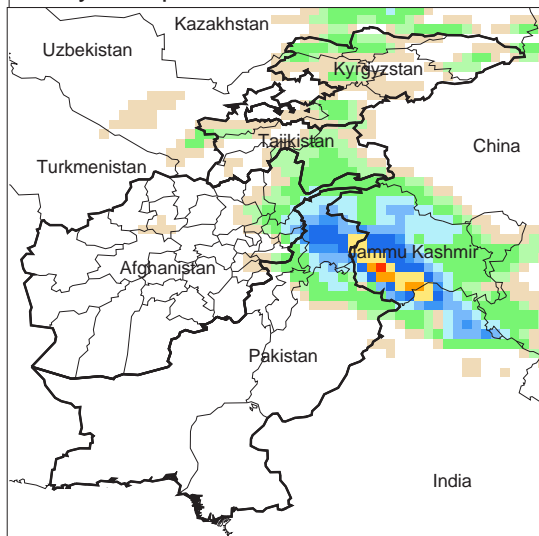 Kazakhstan
Uzbekistan
Kyrgyzstan
Tajikistan
China
Turkmenistan
Jammu Kashmir
Afghanistan
Pakistan
India